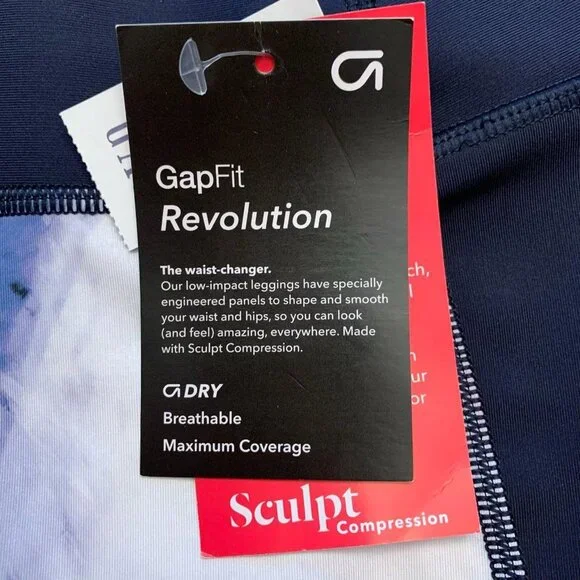 GapFit
Revolution
The waist-changer.
Our low-impact leggings have specially
engineered panels to shape and smooth
your waist and hips, so you can look
(and feel) amazing, everywhere. Made
with Sculpt Compression.
DRY
Breathable
Maximum Coverage
Sculpt
Compression